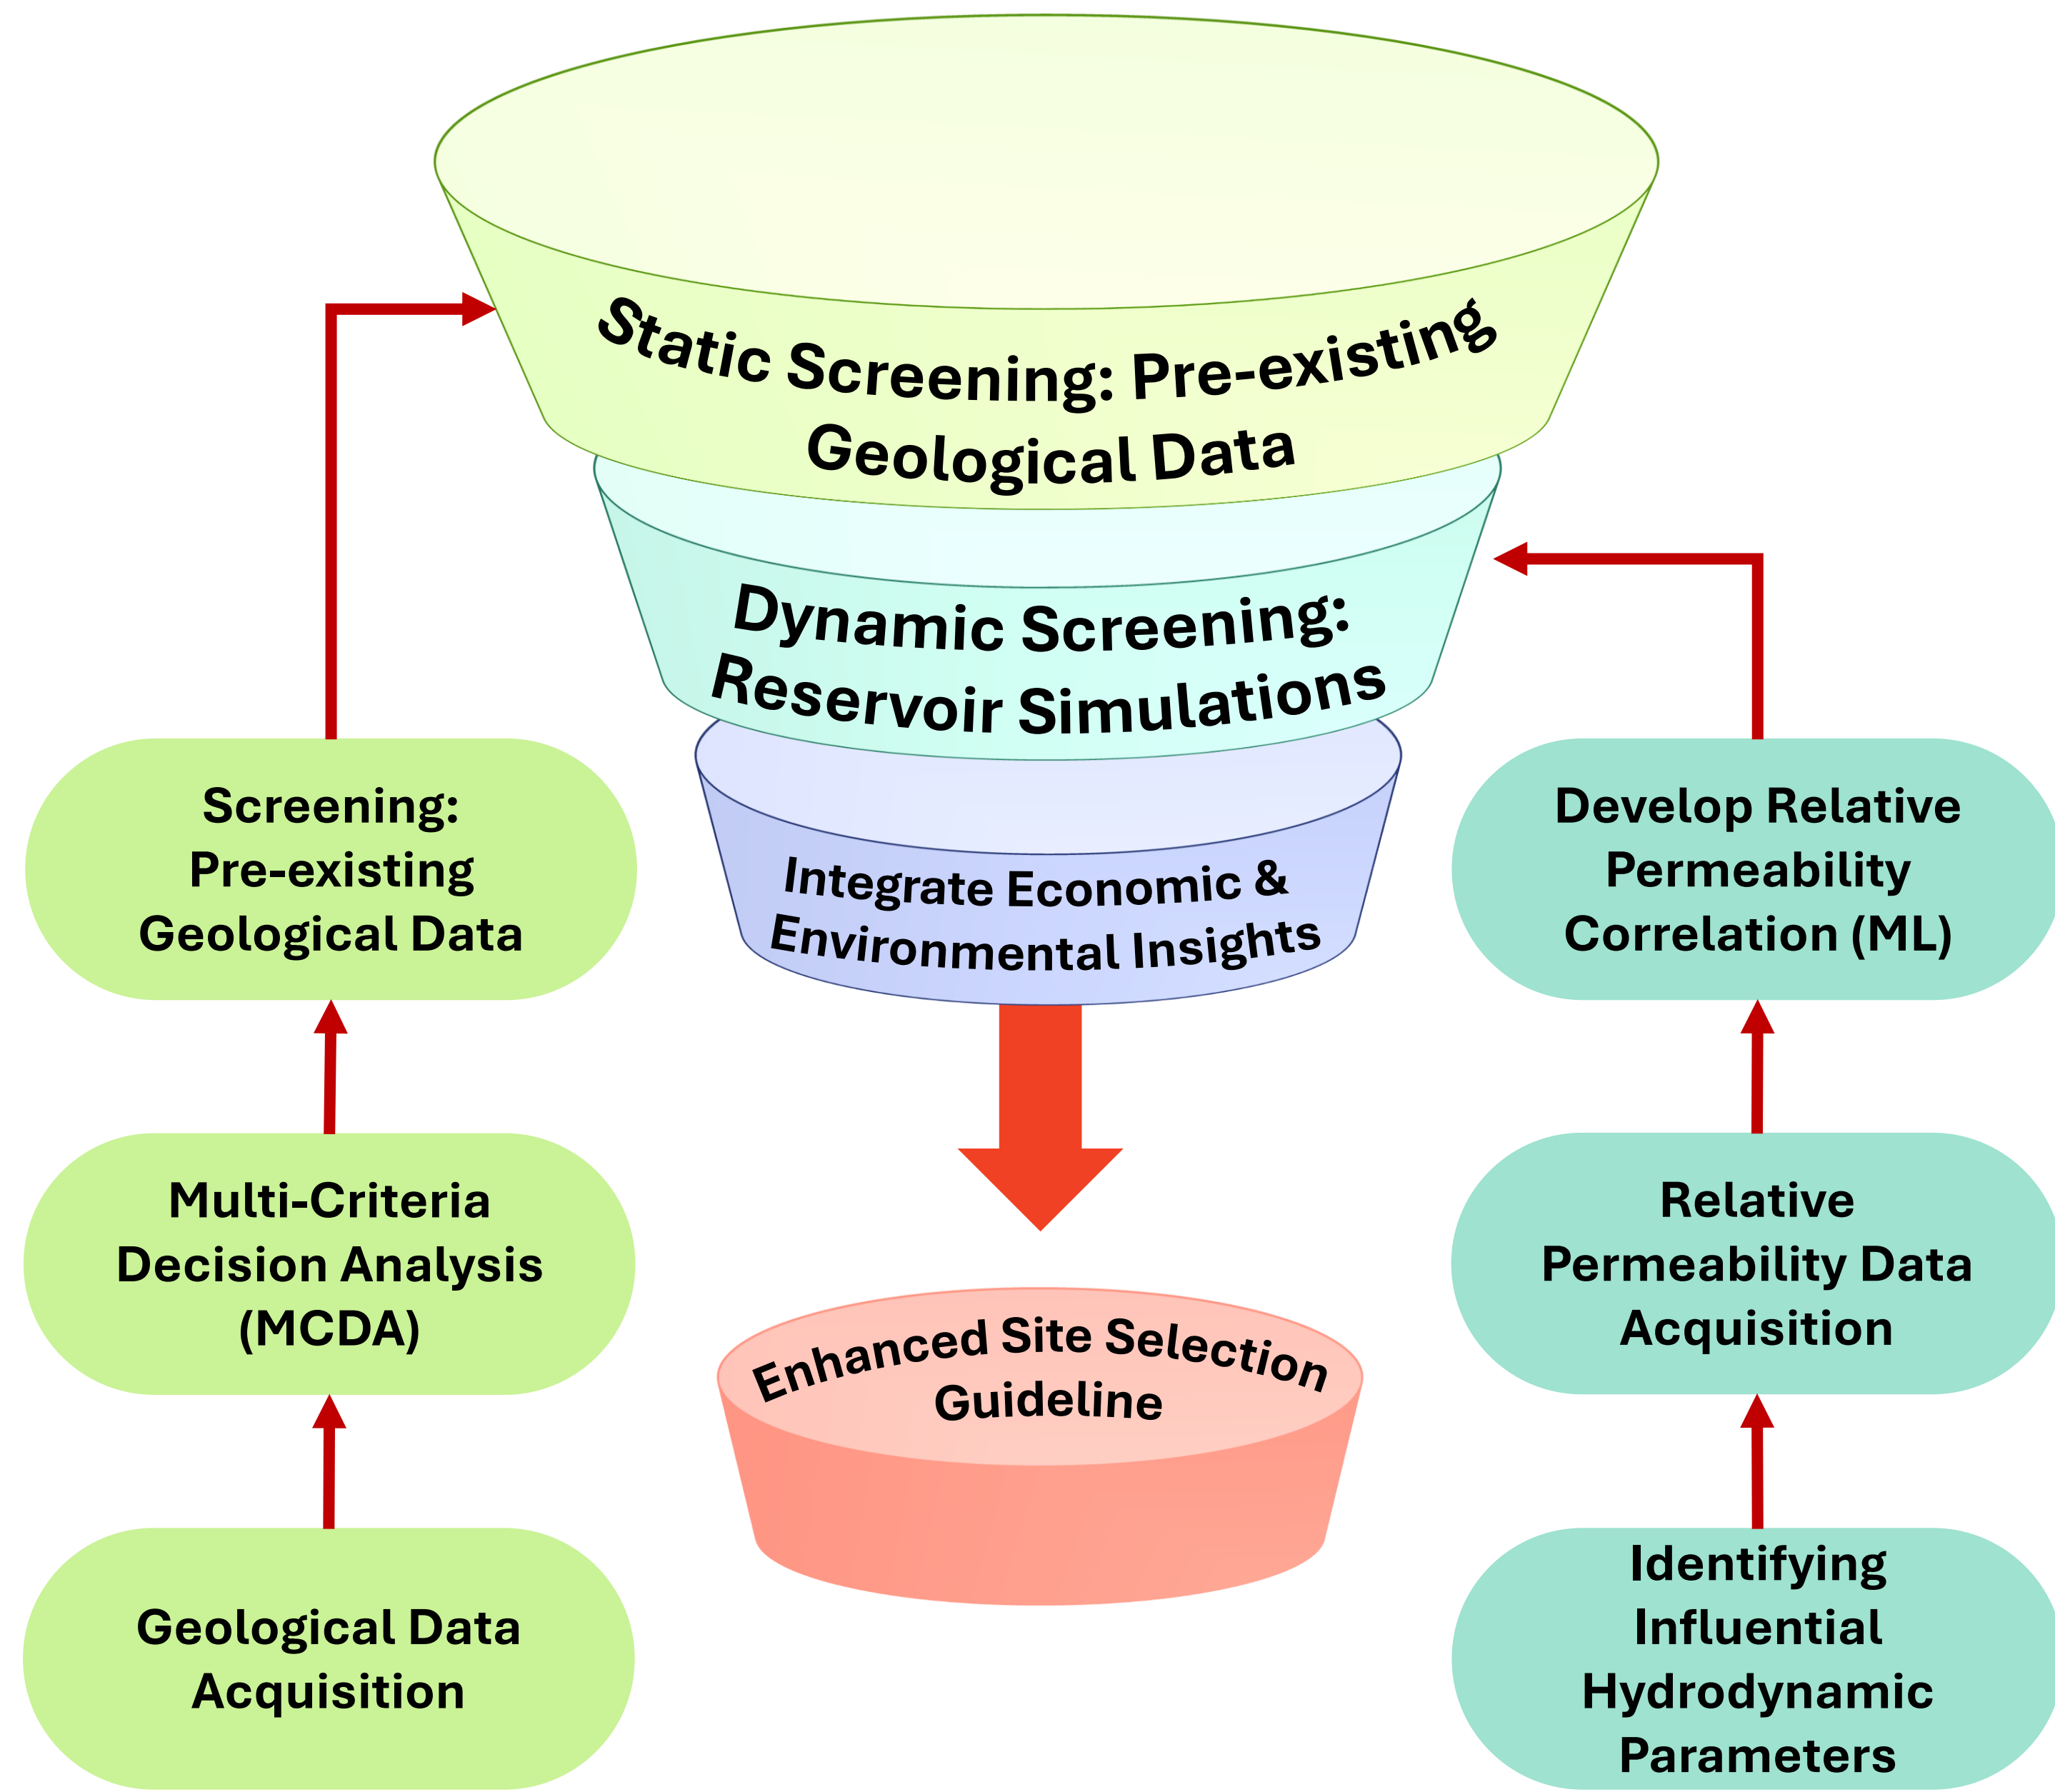 Static Screening: Pre-existing
Geological Data
Dynamic Screening:
Reservoir Simulations
Integrate Economic &
Environmental Insights
Enhanced Site Selection
Guideline
Screening:
Pre-existing
Geological Data
Multi-Criteria
Decision Analysis
(MCDA)
Geological Data
Acquisition
Develop Relative
Permeability
Correlation (ML)
Relative
Permeability Data
Acquisition
Identifying
Influential
Hydrodynamic
Parameters